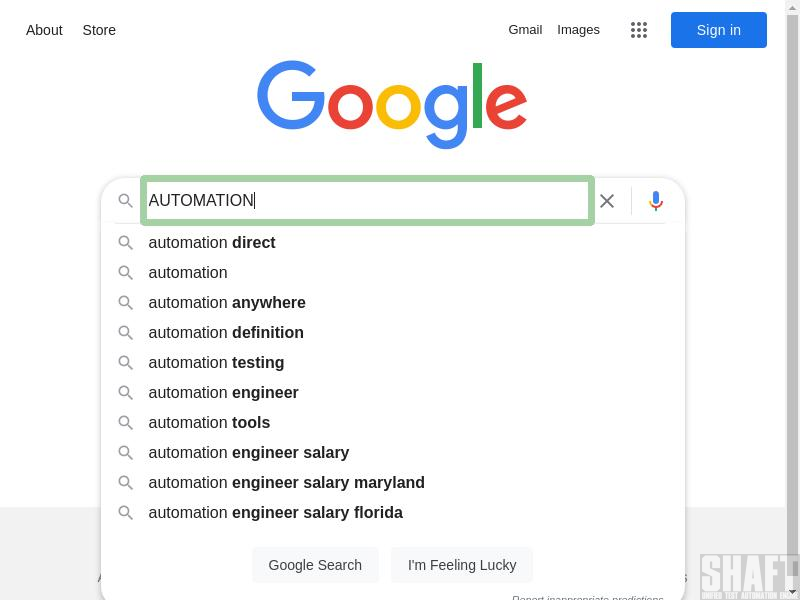 About Store Gmail Images Sign in
Google
AUTOMATION
automation direct
automation
automation anywhere
automation definition
automation testing
automation engineer
automation tools
automation engineer salary
automation engineer salary maryland
automation engineer salary florida
Google Search I'm Feeling Lucky
Report inappropriate predictions
SHAFT